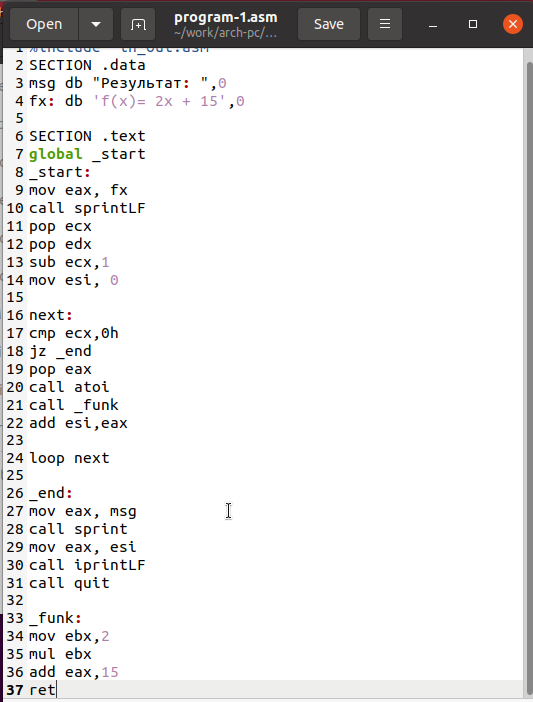 Open
program-1.asm
~/work/arch-pc/...
Save
1 %include
2 SECTION .data
3 msg db "Результат: ",0
4 fx: db 'f(x)= 2x + 15',0
5
6 SECTION .text
7 global _start
8 _start:
9 mov eax, fx
10 call sprintLF
11 pop ecx
12 pop edx
13 sub ecx,1
14 mov esi, 0
15
16 next:
17 cmp ecx,0h
18 jz _end
19 pop eax
20 call atoi
21 call _funk
22 add esi,eax
23
24 loop next
25
26 _end:
27 mov eax, msg
28 call sprint
29 mov eax, esi
30 call iprintLF
31 call quit
32
33 _funk:
34 mov ebx,2
35 mul ebx
36 add eax,15
37 ret